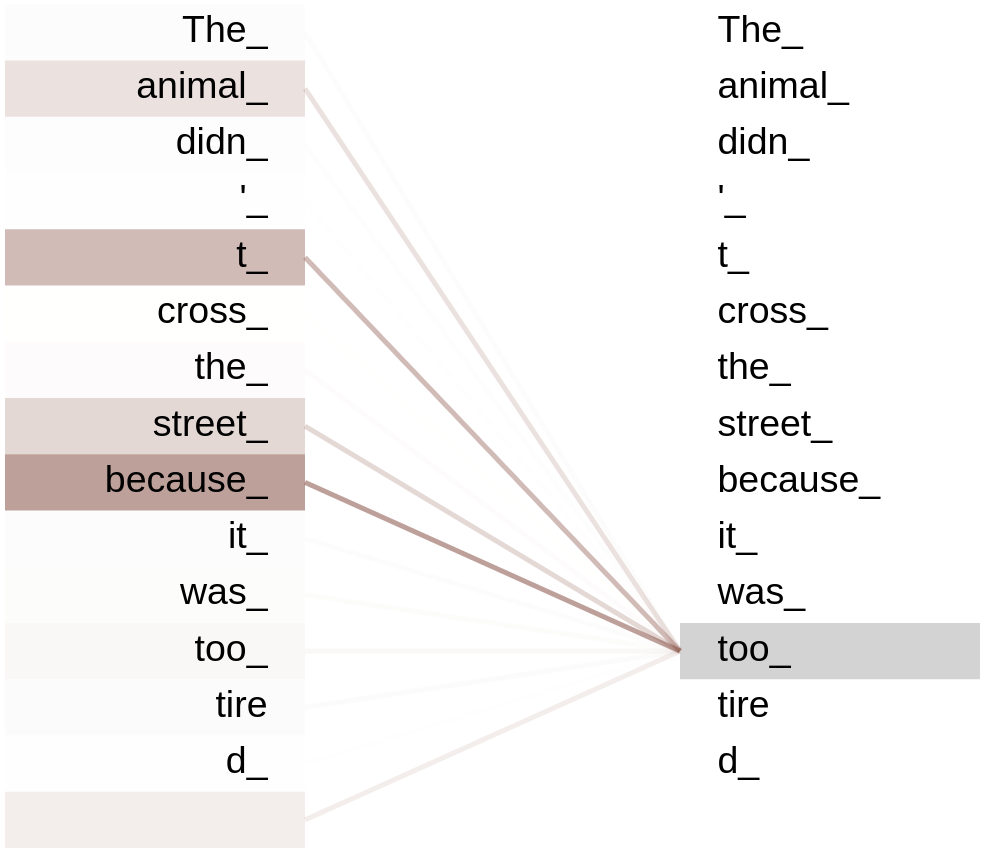 The_ The_
animal_ animal_
didn_ didn_
'_ '_
t_ t_
cross_ cross_
the_ the_
street_ street_
because_ because_
it_ it_
was_ was_
too_ too_
tire tire
d_ d_